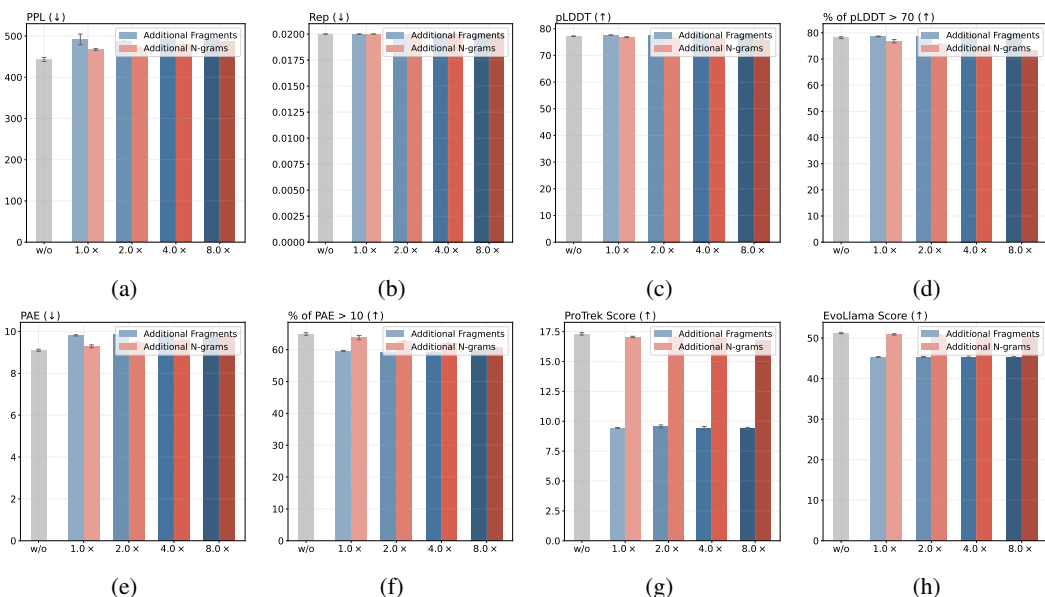 PPL (↓)
Additional Fragments
Additional N-grams
500
400
300
200
100
0
w/o 1.0× 2.0× 4.0× 8.0×
(a)
Rep (↓)
Additional Fragments
Additional N-grams
0.0200
0.0175
0.0150
0.0125
0.0100
0.0075
0.0050
0.0025
0.0000
w/o 1.0× 2.0× 4.0× 8.0×
(b)
pLDDT (↑)
Additional Fragments
Additional N-grams
80
70
60
50
40
30
20
10
0
w/o 1.0× 2.0× 4.0× 8.0×
(c)
% of pLDDT > 70 (↑)
Additional Fragments
Additional N-grams
80
70
60
50
40
30
20
10
0
w/o 1.0× 2.0× 4.0× 8.0×
(d)
PAE (↓)
Additional Fragments
Additional N-grams
10
8
6
4
2
0
w/o 1.0× 2.0× 4.0× 8.0×
(e)
% of PAE > 10 (↑)
Additional Fragments
Additional N-grams
60
50
40
30
20
10
0
w/o 1.0× 2.0× 4.0× 8.0×
(f)
ProTrek Score (↑)
Additional Fragments
Additional N-grams
17.5
15.0
12.5
10.0
7.5
5.0
2.5
0.0
w/o 1.0× 2.0× 4.0× 8.0×
(g)
EvoLlama Score (↑)
Additional Fragments
Additional N-grams
50
40
30
20
10
0
w/o 1.0× 2.0× 4.0× 8.0×
(h)